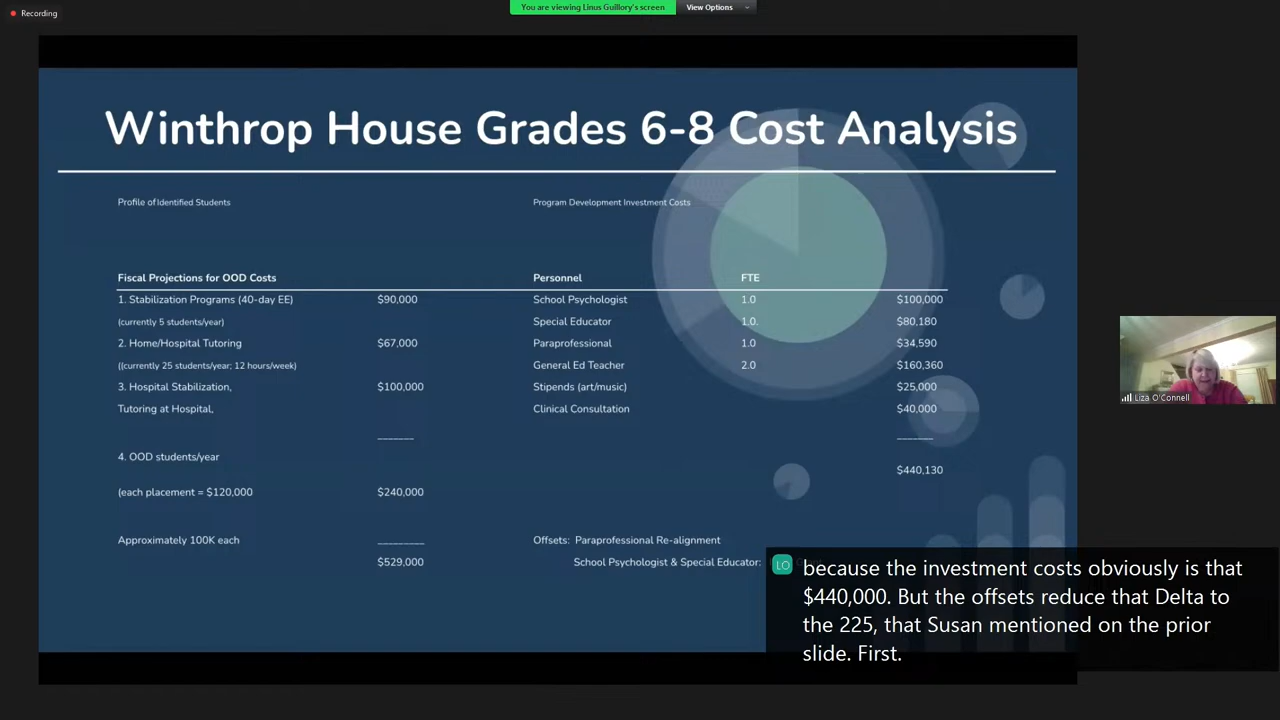 Recording
You are viewing Linus Guillory's screen
View Options
Winthrop House Grades 6-8 Cost Analysis
Profile of Identified Students
Program Development Investment Costs
Fiscal Projections for OOD Costs
Personnel FTE
1. Stabilization Programs (40-day EE) $90,000
School Psychologist 1.0 $100,000
(currently 5 students/year)
Special Educator 1.0. $80,180
2. Home/Hospital Tutoring $67,000
Paraprofessional 1.0 $34,590
((currently 25 students/year; 12 hours/week)
General Ed Teacher 2.0 $160,360
3. Hospital Stabilization, $100,000
Stipends (art/music) $25,000
Tutoring at Hospital,
Clinical Consultation $40,000
4. OOD students/year
$440,130
(each placement = $120,000 $240,000
Approximately 100K each
Offsets: Paraprofessional Re-alignment
$529,000
School Psychologist & Special Educator:
Liza O'Connell
LO
because the investment costs obviously is that
$440,000. But the offsets reduce that Delta to
the 225, that Susan mentioned on the prior
slide. First.